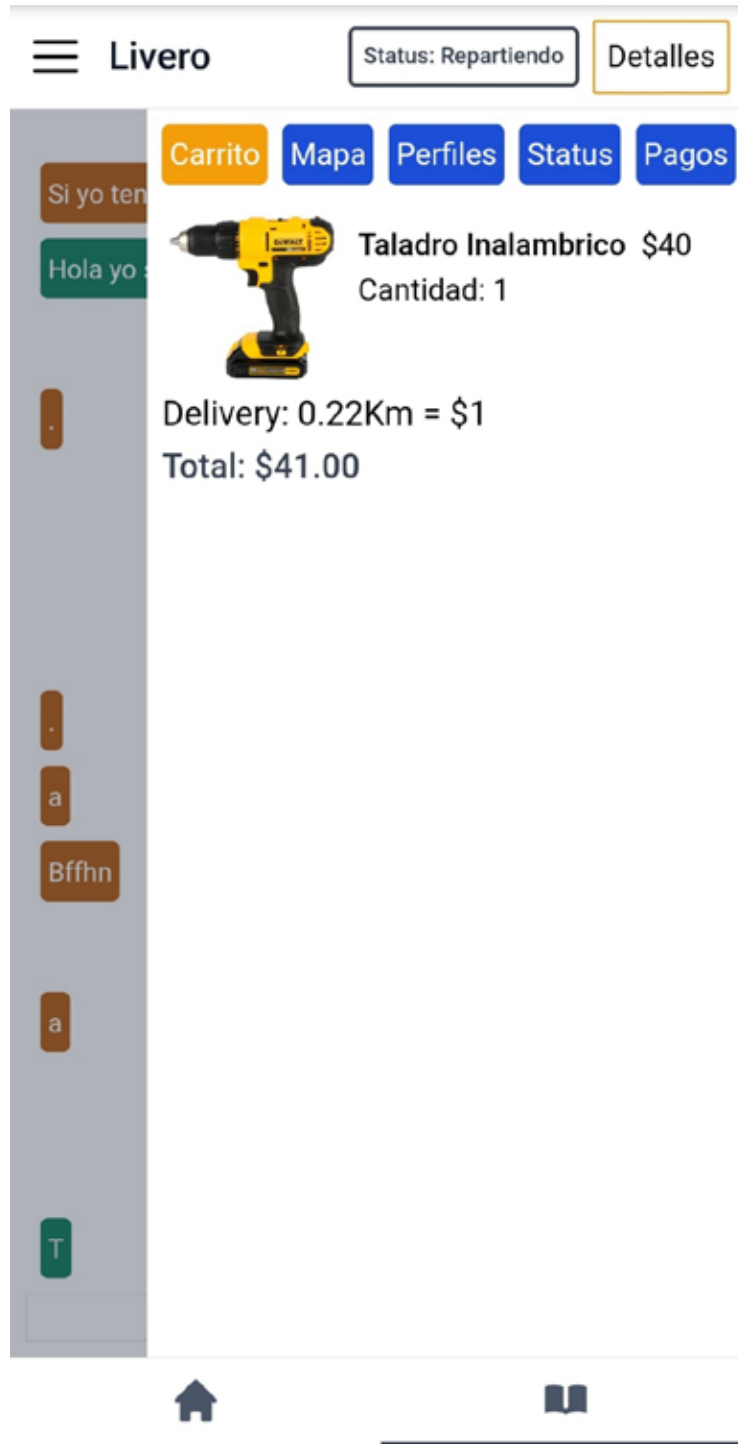 Livero
Status: Repartiendo
Detalles
Carrito
Mapa
Perfiles
Status
Pagos
Si yo ten
Hola yo
DEWALT
Taladro Inalambrico $40
Cantidad: 1
Delivery: 0.22Km = $1
Total: $41.00
.
.
a
Bffhn
a
T